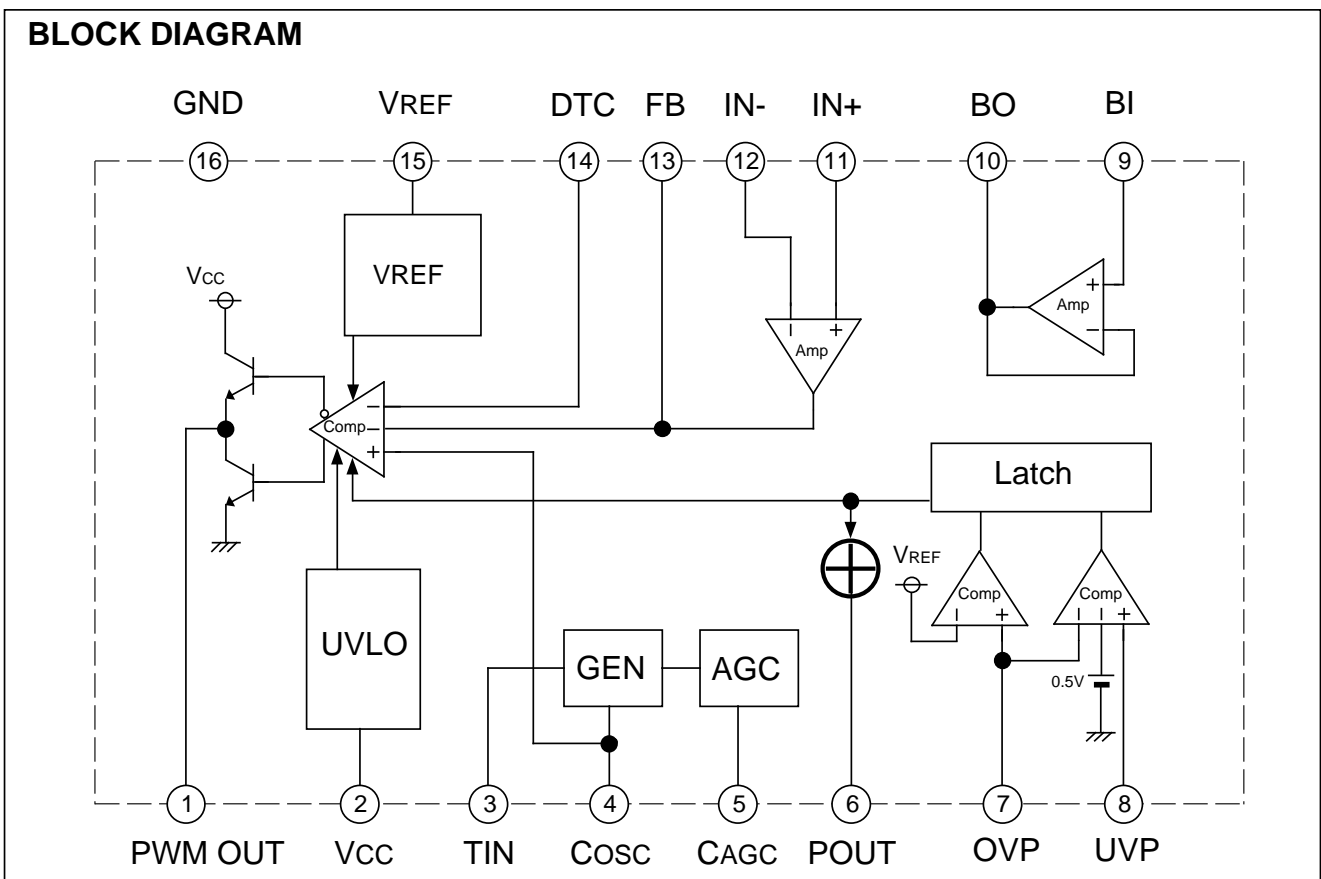 BLOCK DIAGRAM
GND VREF DTC FB IN- IN+ BO BI
16 15 14 13 12 11 10 9
VREF
VCC
+
Amp
−
− +
Amp
−
Comp −
+
Latch
VREF
Comp
− +
Comp
− − +
0.5V
UVLO
GEN
AGC
1 2 3 4 5 6 7 8
PWM OUT VCC TIN COSC CAGC POUT OVP UVP